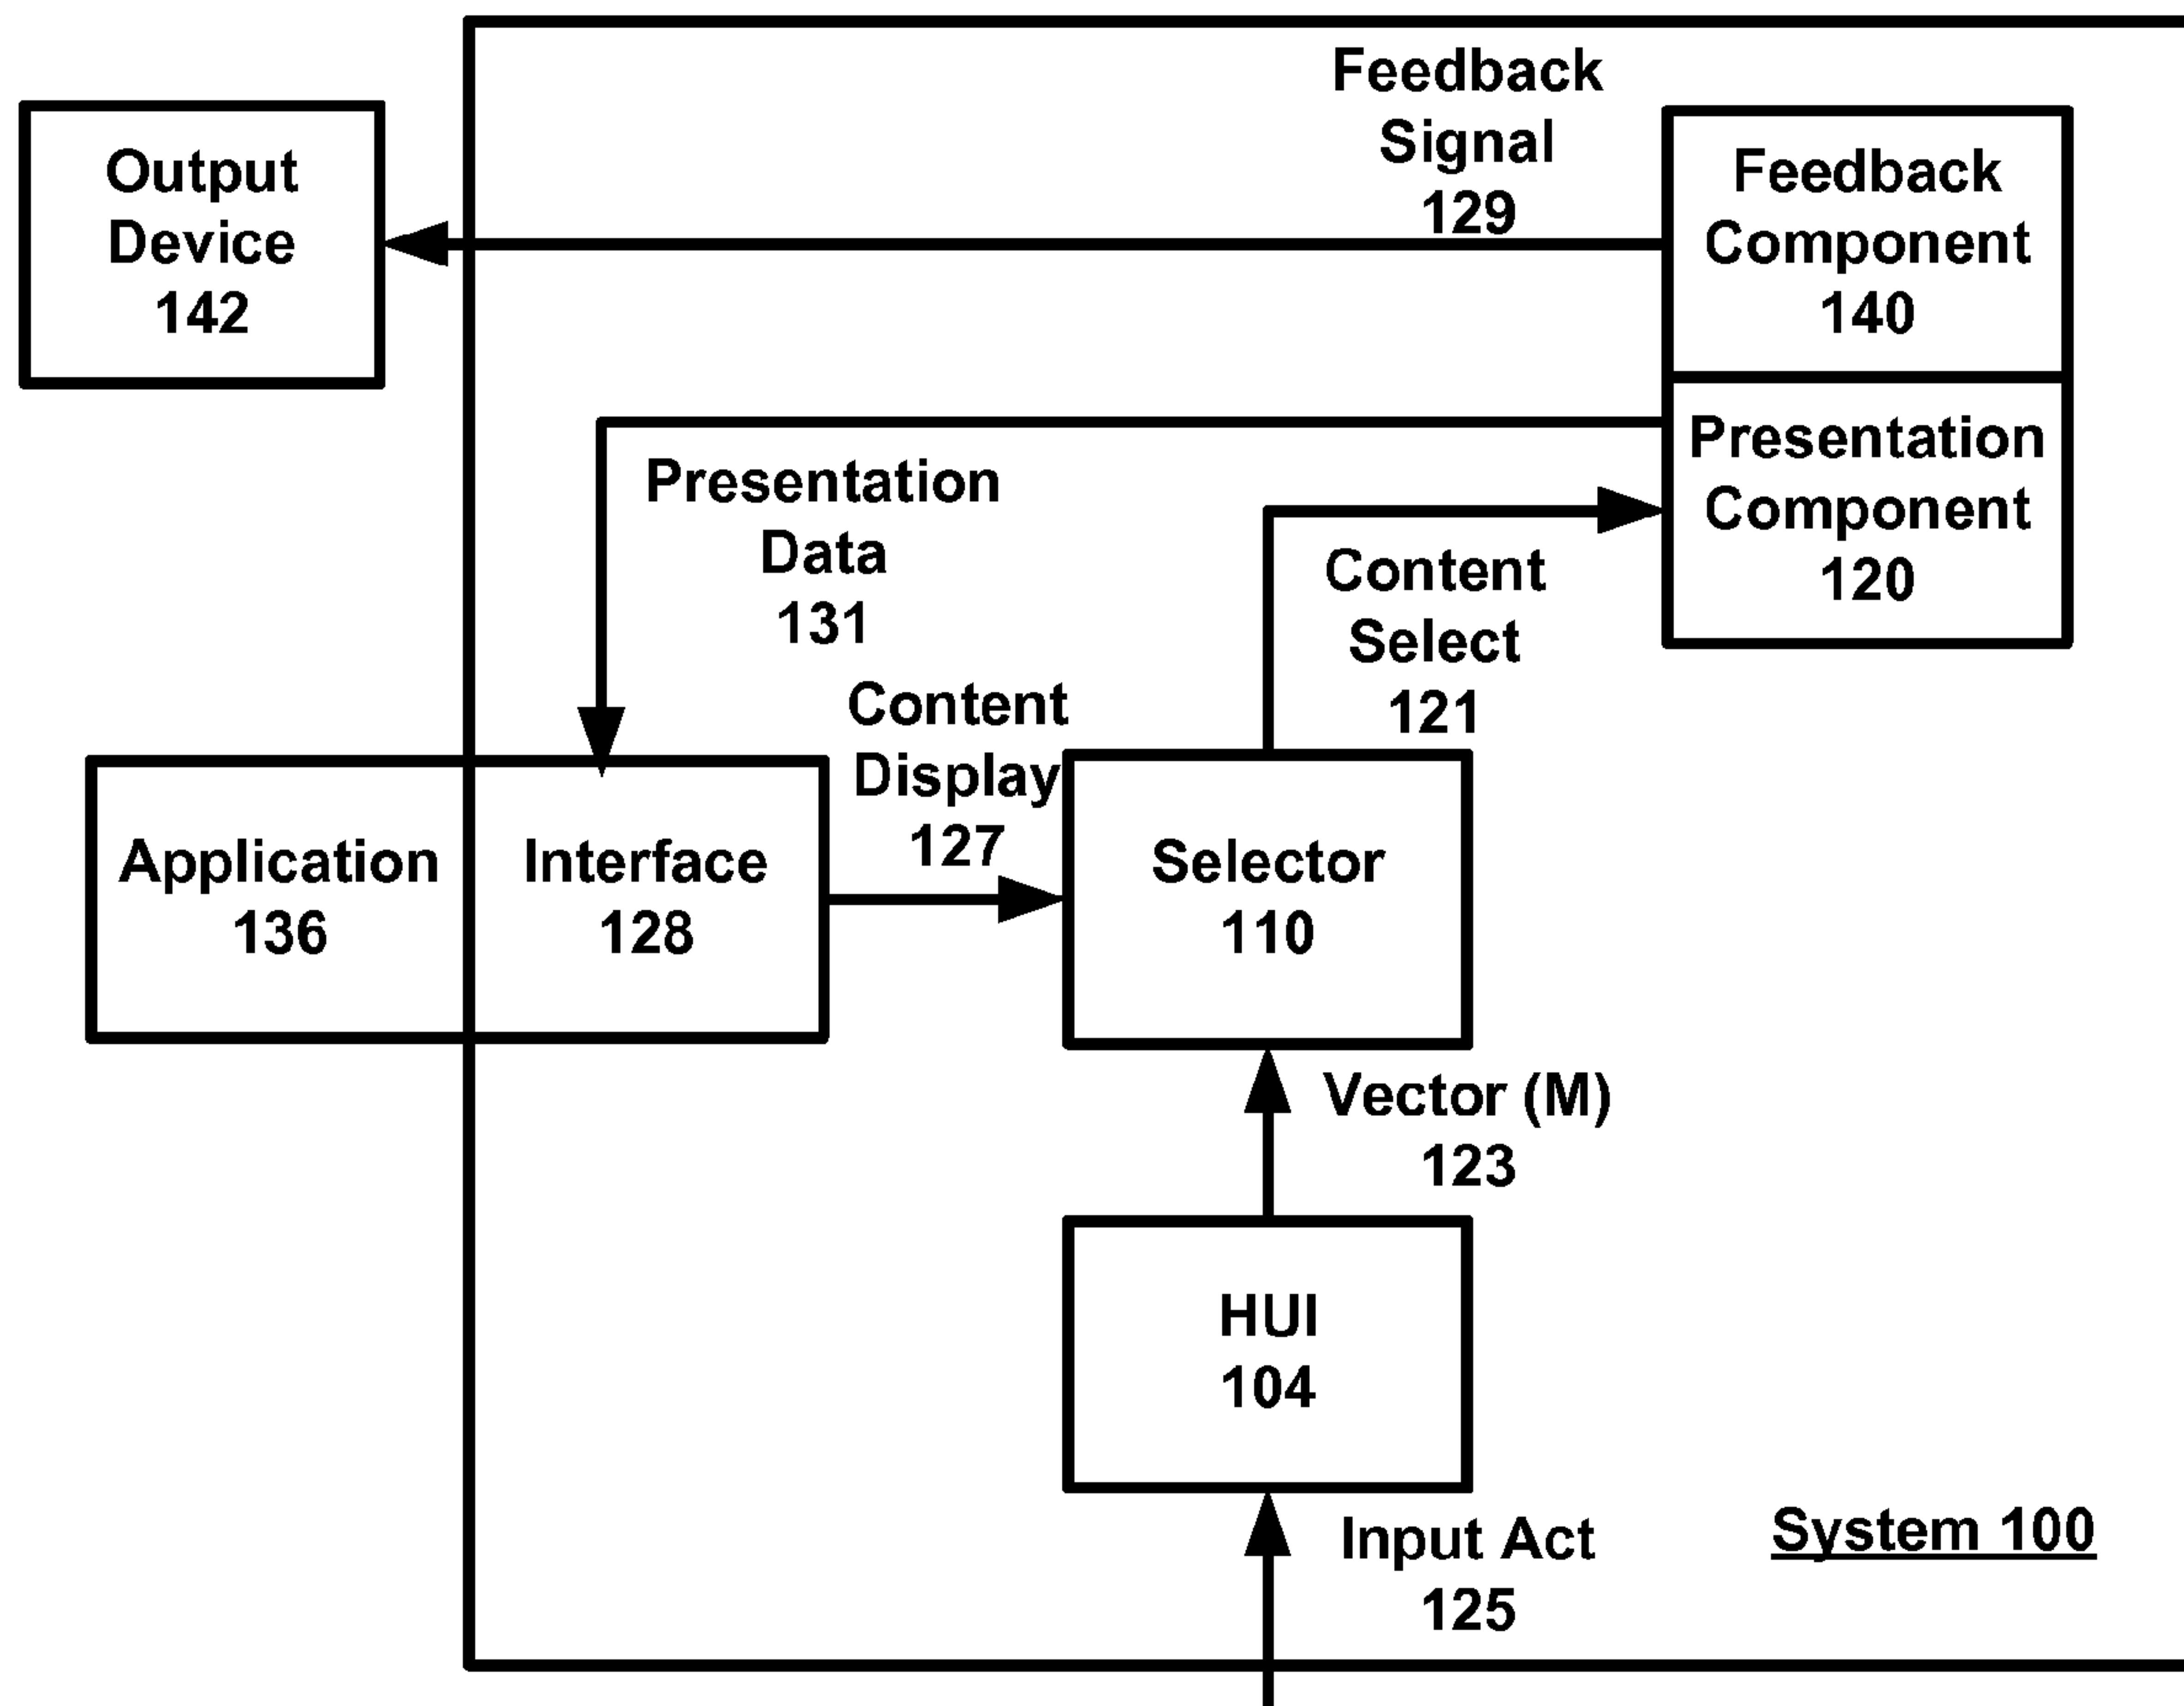 Feedback
Signal
129
Output
Device
142
Feedback
Component
140
Presentation
Component
120
Presentation
Data
131
Content
Select
121
Content
Display
127
Application
136
Interface
128
Selector
110
Vector (M)
123
HUI
104
Input Act
125
System 100